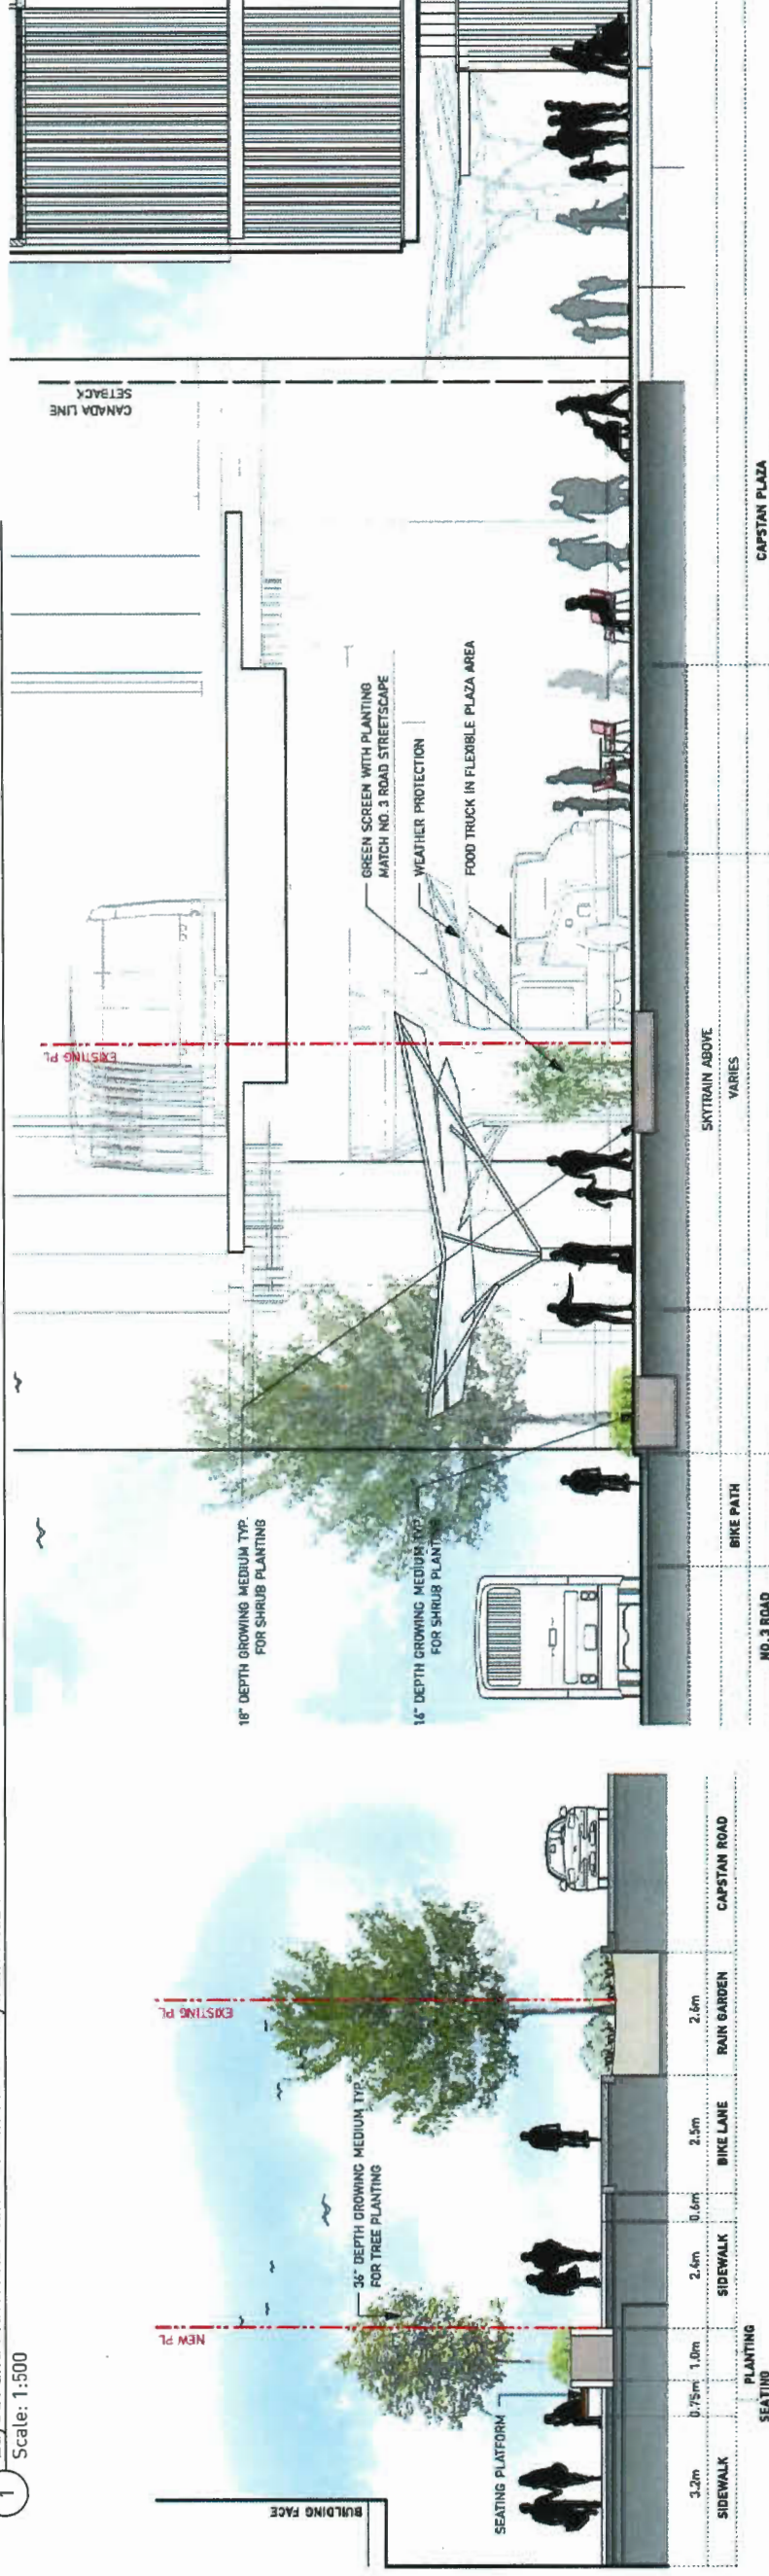 1
Scale: 1:500
BUILDING FACE
SEATING PLATFORM
NEW PL
36" DEPTH GROWING MEDIUM TYP.
FOR TREE PLANTING
EXISTING PL
3.2m
0.75m
1.0m
2.4m
0.6m
2.5m
2.6m
SIDEWALK
SIDEWALK
BIKE LANE
RAIN GARDEN
CAPSTAN ROAD
PLANTING
SEATING
18" DEPTH GROWING MEDIUM TYP.
FOR SHRUB PLANTING
16" DEPTH GROWING MEDIUM TYP.
FOR SHRUB PLANTING
EXISTING PL
GREEN SCREEN WITH PLANTING
MATCH NO. 3 ROAD STREETSCAPE
WEATHER PROTECTION
FOOD TRUCK IN FLEXIBLE PLAZA AREA
CANADA LINE
SETBACK
SKYTRAIN ABOVE
BIKE PATH
VARIES
NO. 3 ROAD
CAPSTAN PLAZA